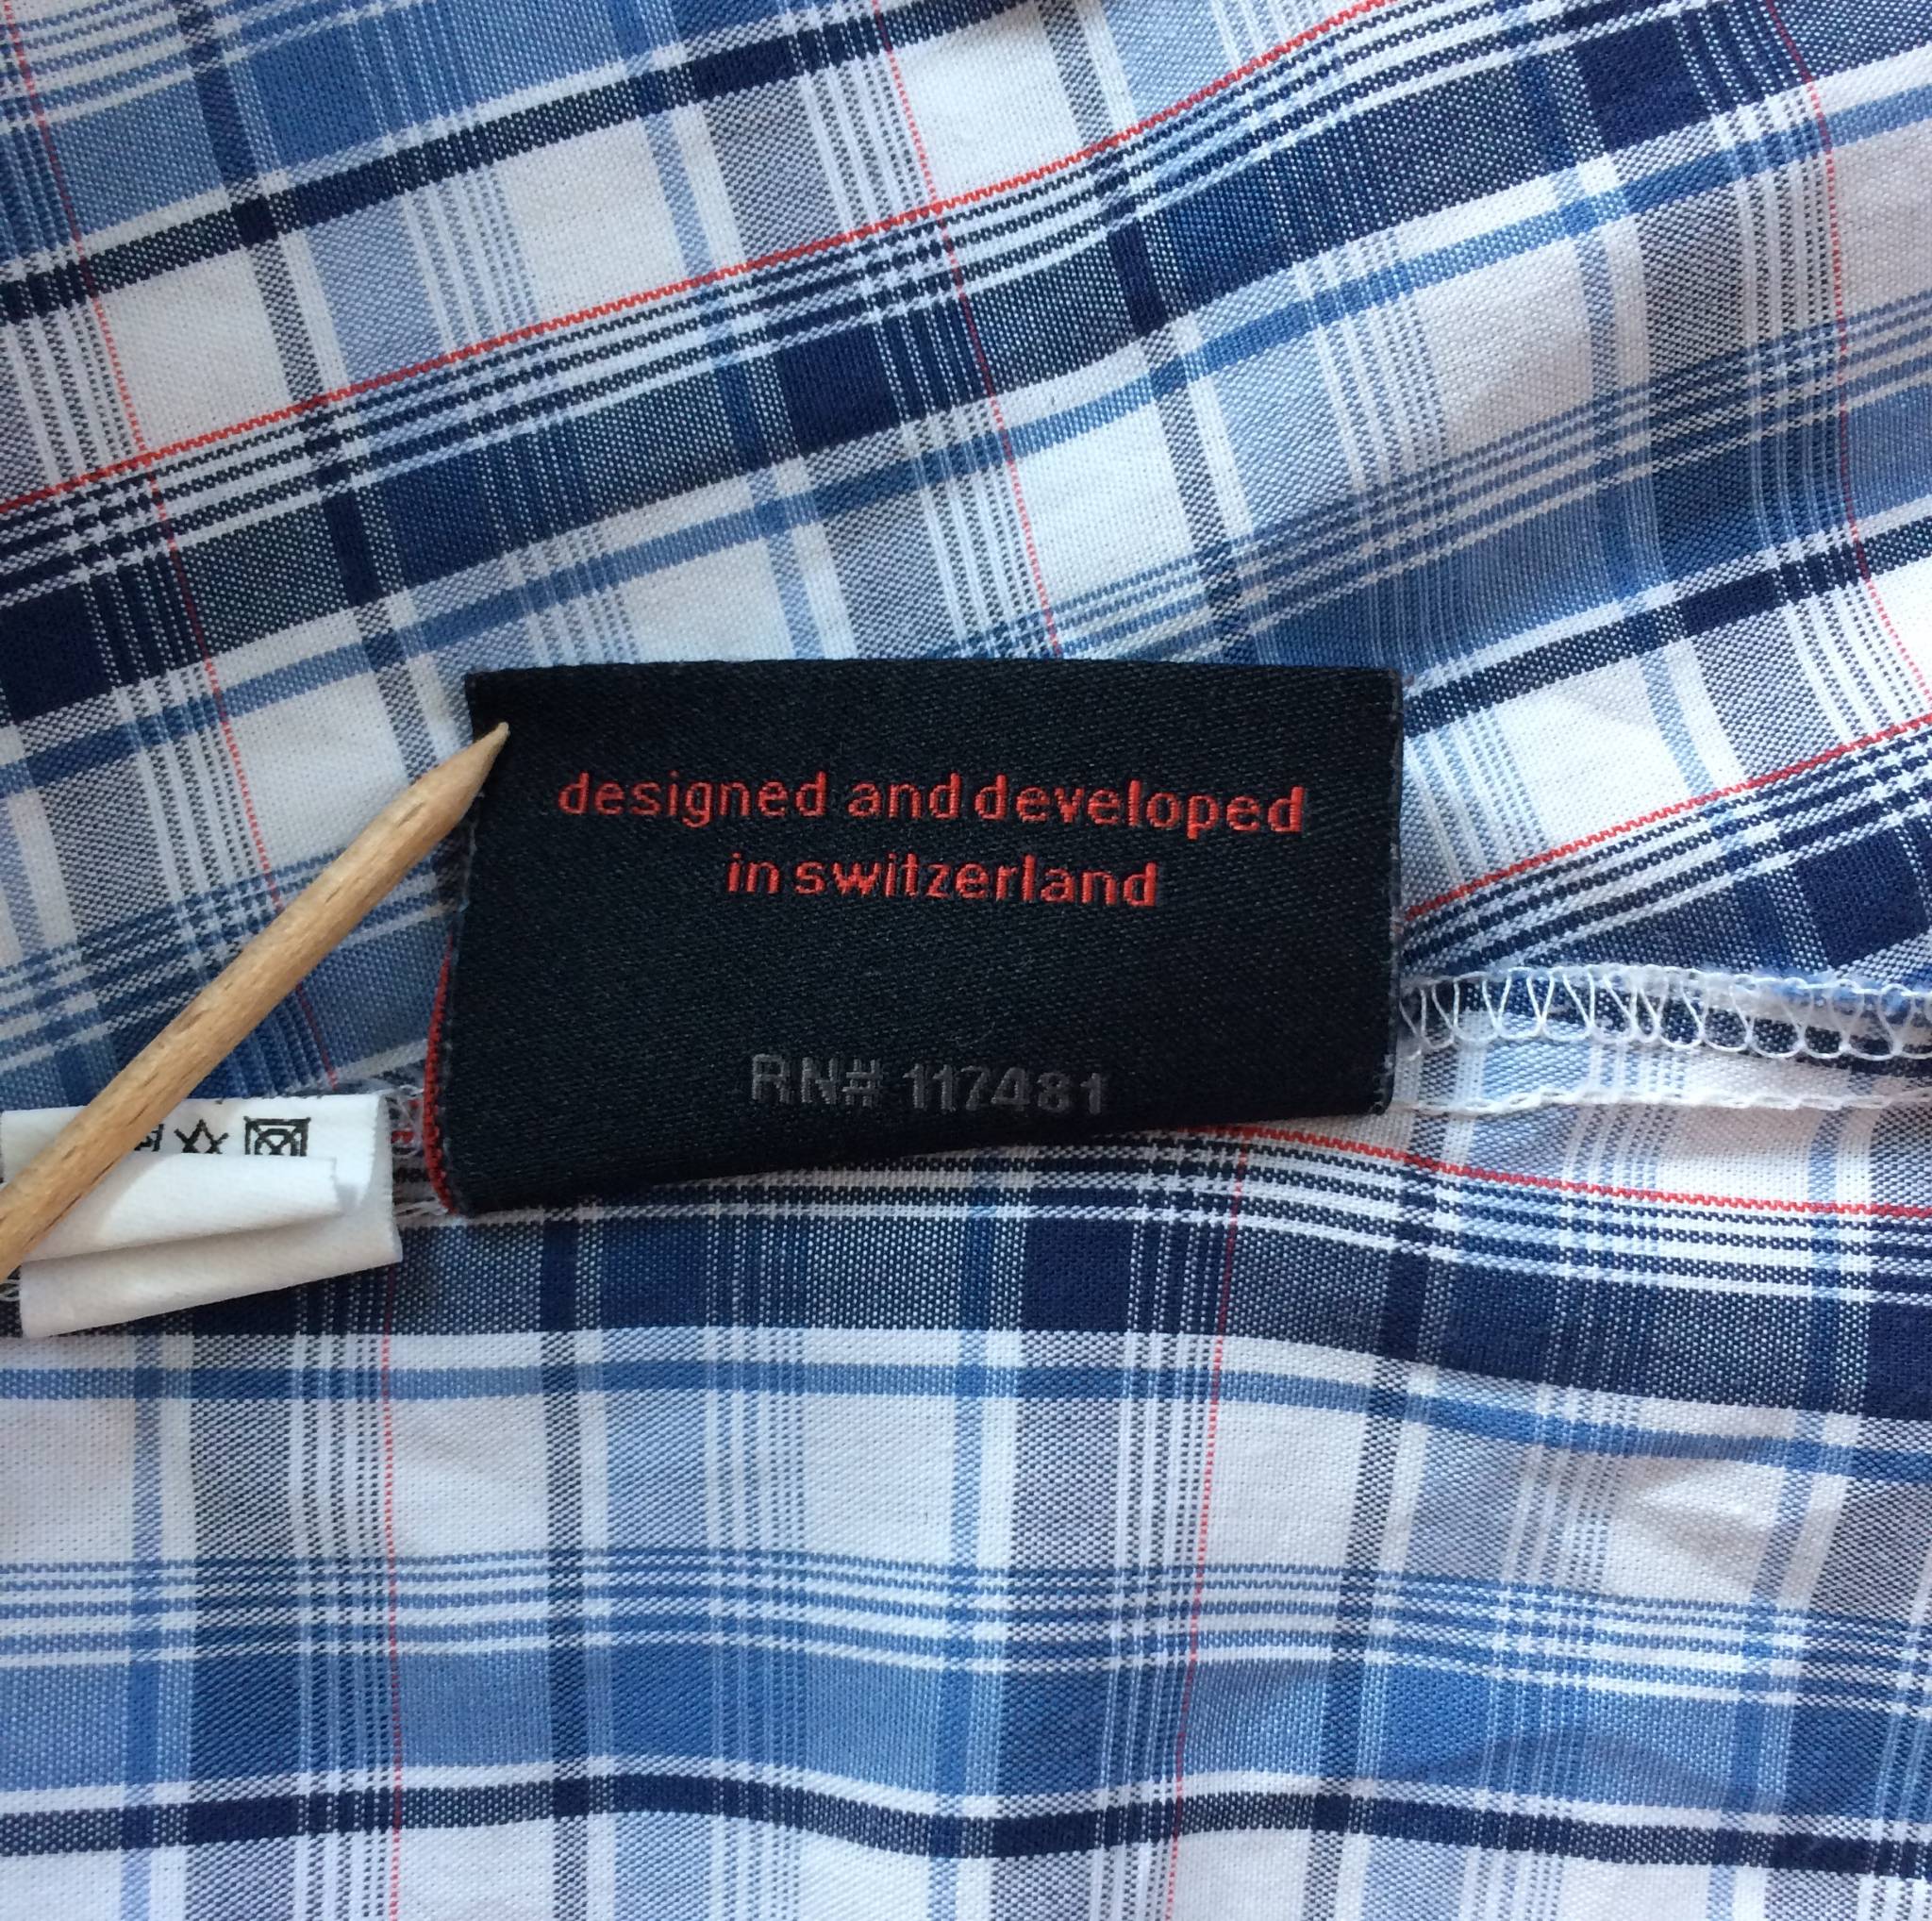 designed and developed
in switzerland
RN# 117481